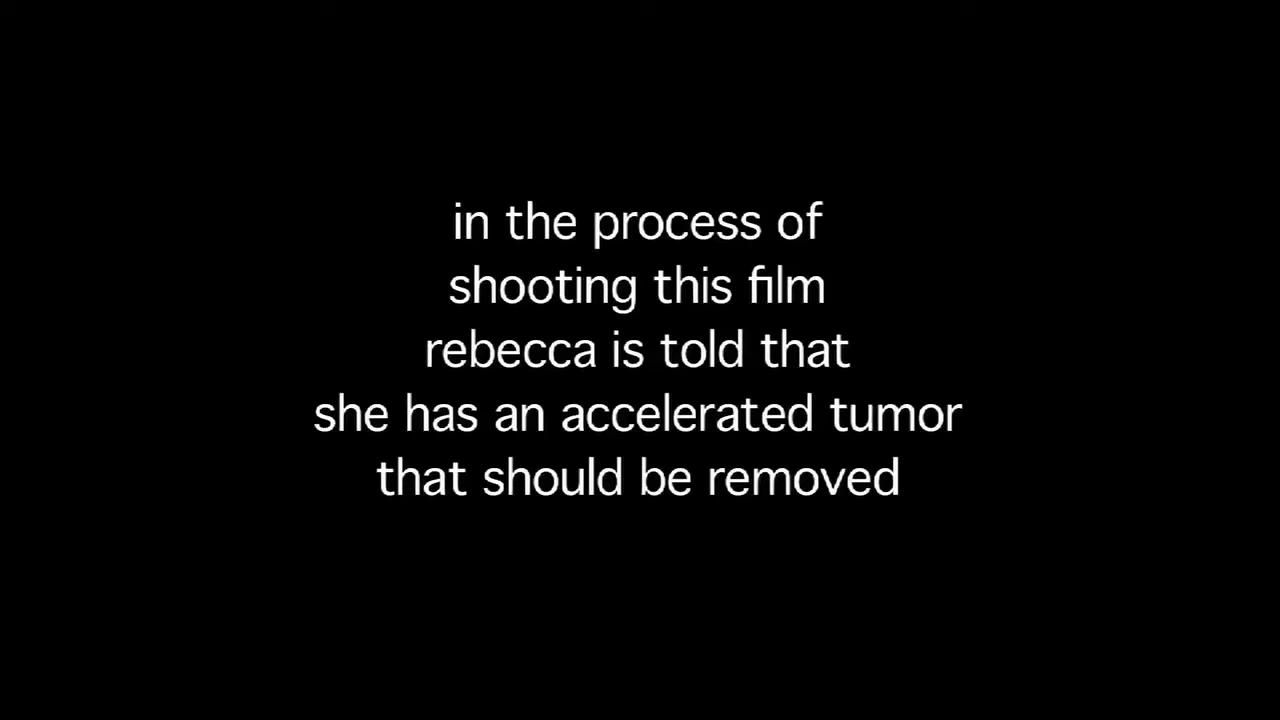 in the process of
shooting this film
rebecca is told that
she has an accelerated tumor
that should be removed